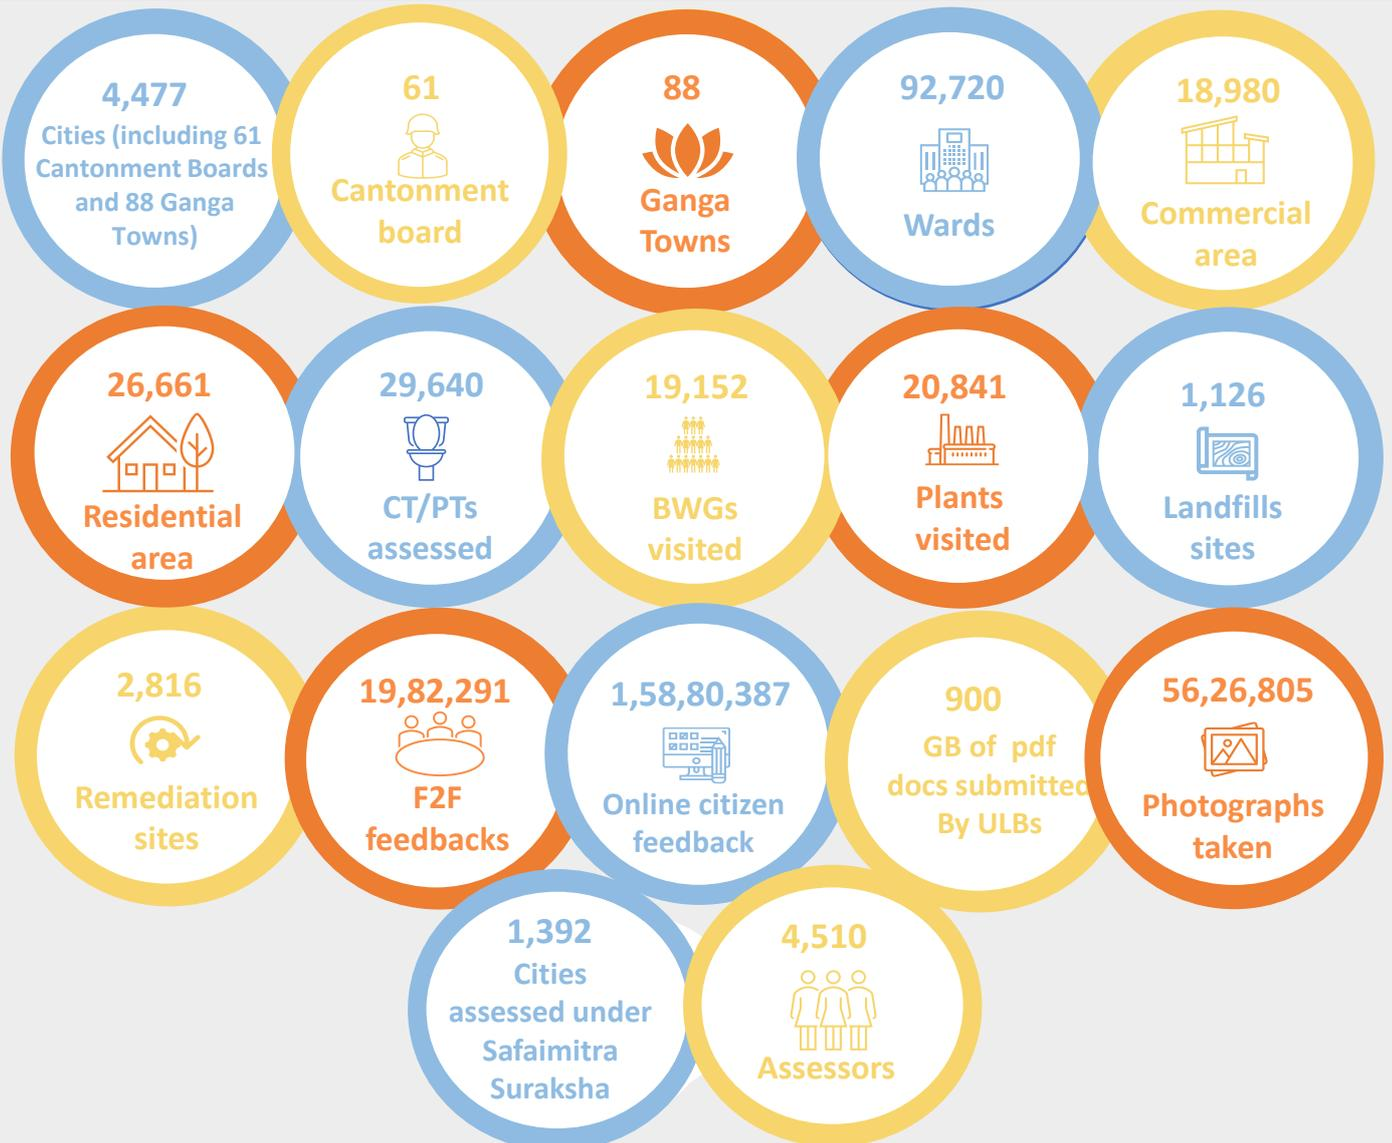 4,477
Cities (including 61
Cantonment Boards
and 88 Ganga
Towns)
61
Cantonment
board
88
Ganga
Towns
92,720
Wards
18,980
Commercial
area
26,661
Residential
area
29,640
CT/PTs
assessed
19,152
BWGs
visited
20,841
Plants
visited
1,126
Landfills
sites
2,816
Remediation
sites
19,82,291
F2F
feedbacks
1,58,80,387
Online citizen
feedback
900
GB of  pdf
docs submitted
By ULBs
56,26,805
Photographs
taken
1,392
Cities
assessed under
Safaimitra
Suraksha
4,510
Assessors